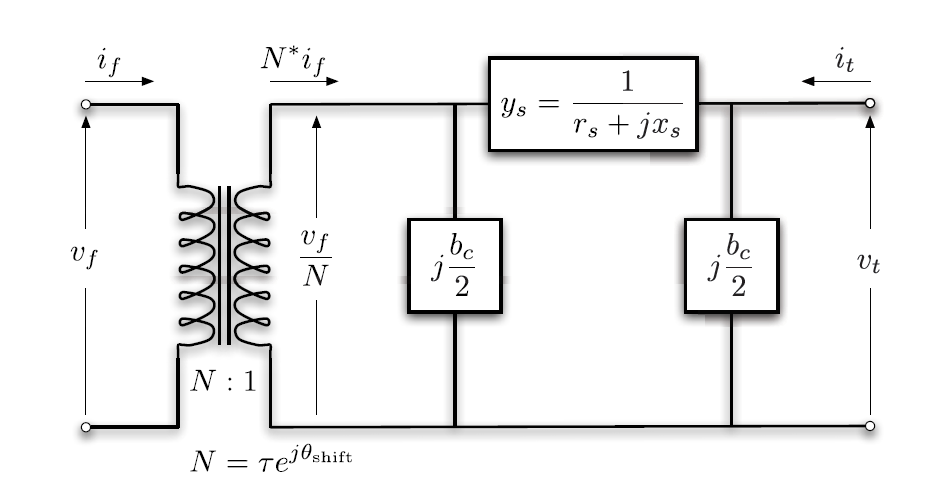 i_f
N^* i_f
i_t
y_s = \frac{1}{r_s + jx_s}
v_f
\frac{v_f}{N}
j\frac{b_c}{2}
j\frac{b_c}{2}
v_t
N : 1
N = \tau e^{j\theta_{\text{shift}}}